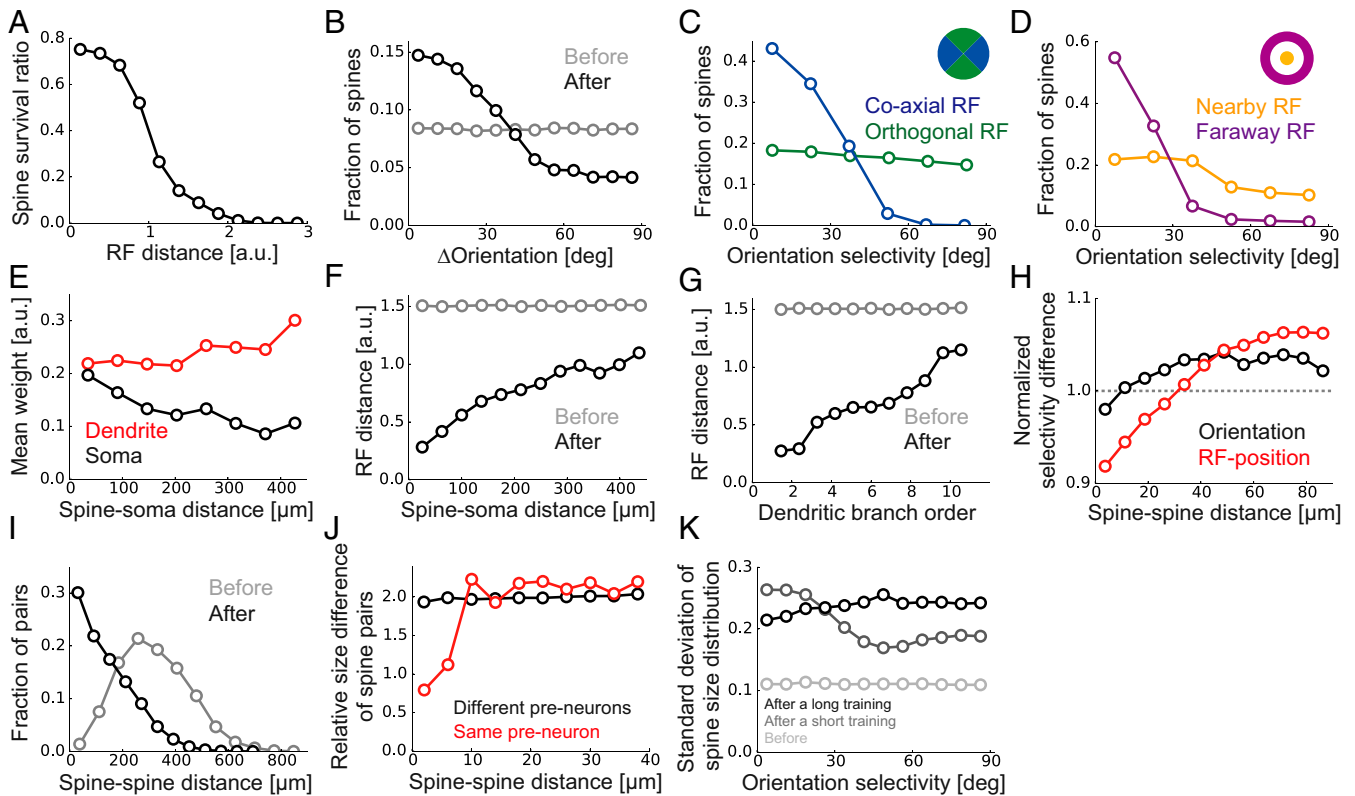 A
Spine survival ratio
0.8
0.6
0.4
0.2
0.0
0 1 2 3
RF distance [a.u.]
B
Fraction of spines
0.15
0.10
0.05
0.00
0 30 60 90
ΔOrientation [deg]
Before
After
C
Fraction of spines
0.4
0.3
0.2
0.1
0.0
0 30 60 90
Orientation selectivity [deg]
Co-axial RF
Orthogonal RF
D
Fraction of spines
0.6
0.4
0.2
0.0
0 30 60 90
Orientation selectivity [deg]
Nearby RF
Faraway RF
E
Mean weight [a.u.]
0.3
0.2
0.1
0.0
0 100 200 300 400
Spine-soma distance [μm]
Dendrite
Soma
F
RF distance [a.u.]
1.5
1.0
0.5
0.0
0 100 200 300 400
Spine-soma distance [μm]
Before
After
G
RF distance [a.u.]
1.5
1.0
0.5
0.0
0 2 4 6 8 10
Dendritic branch order
Before
After
H
Normalized
selectivity difference
1.1
1.0
0.9
0 20 40 60 80
Spine-spine distance [μm]
Orientation
RF-position
I
Fraction of pairs
0.3
0.2
0.1
0.0
0 200 400 600 800
Spine-spine distance [μm]
Before
After
J
Relative size difference
of spine pairs
2.0
1.5
1.0
2.0
0.0
0 10 20 30 40
Spine-spine distance [μm]
Different pre-neurons
Same pre-neuron
K
Standard deviation of
spine size distribution
0.3
0.2
0.1
0.0
0 30 60 90
Orientation selectivity [deg]
After a long training
After a short training
Before